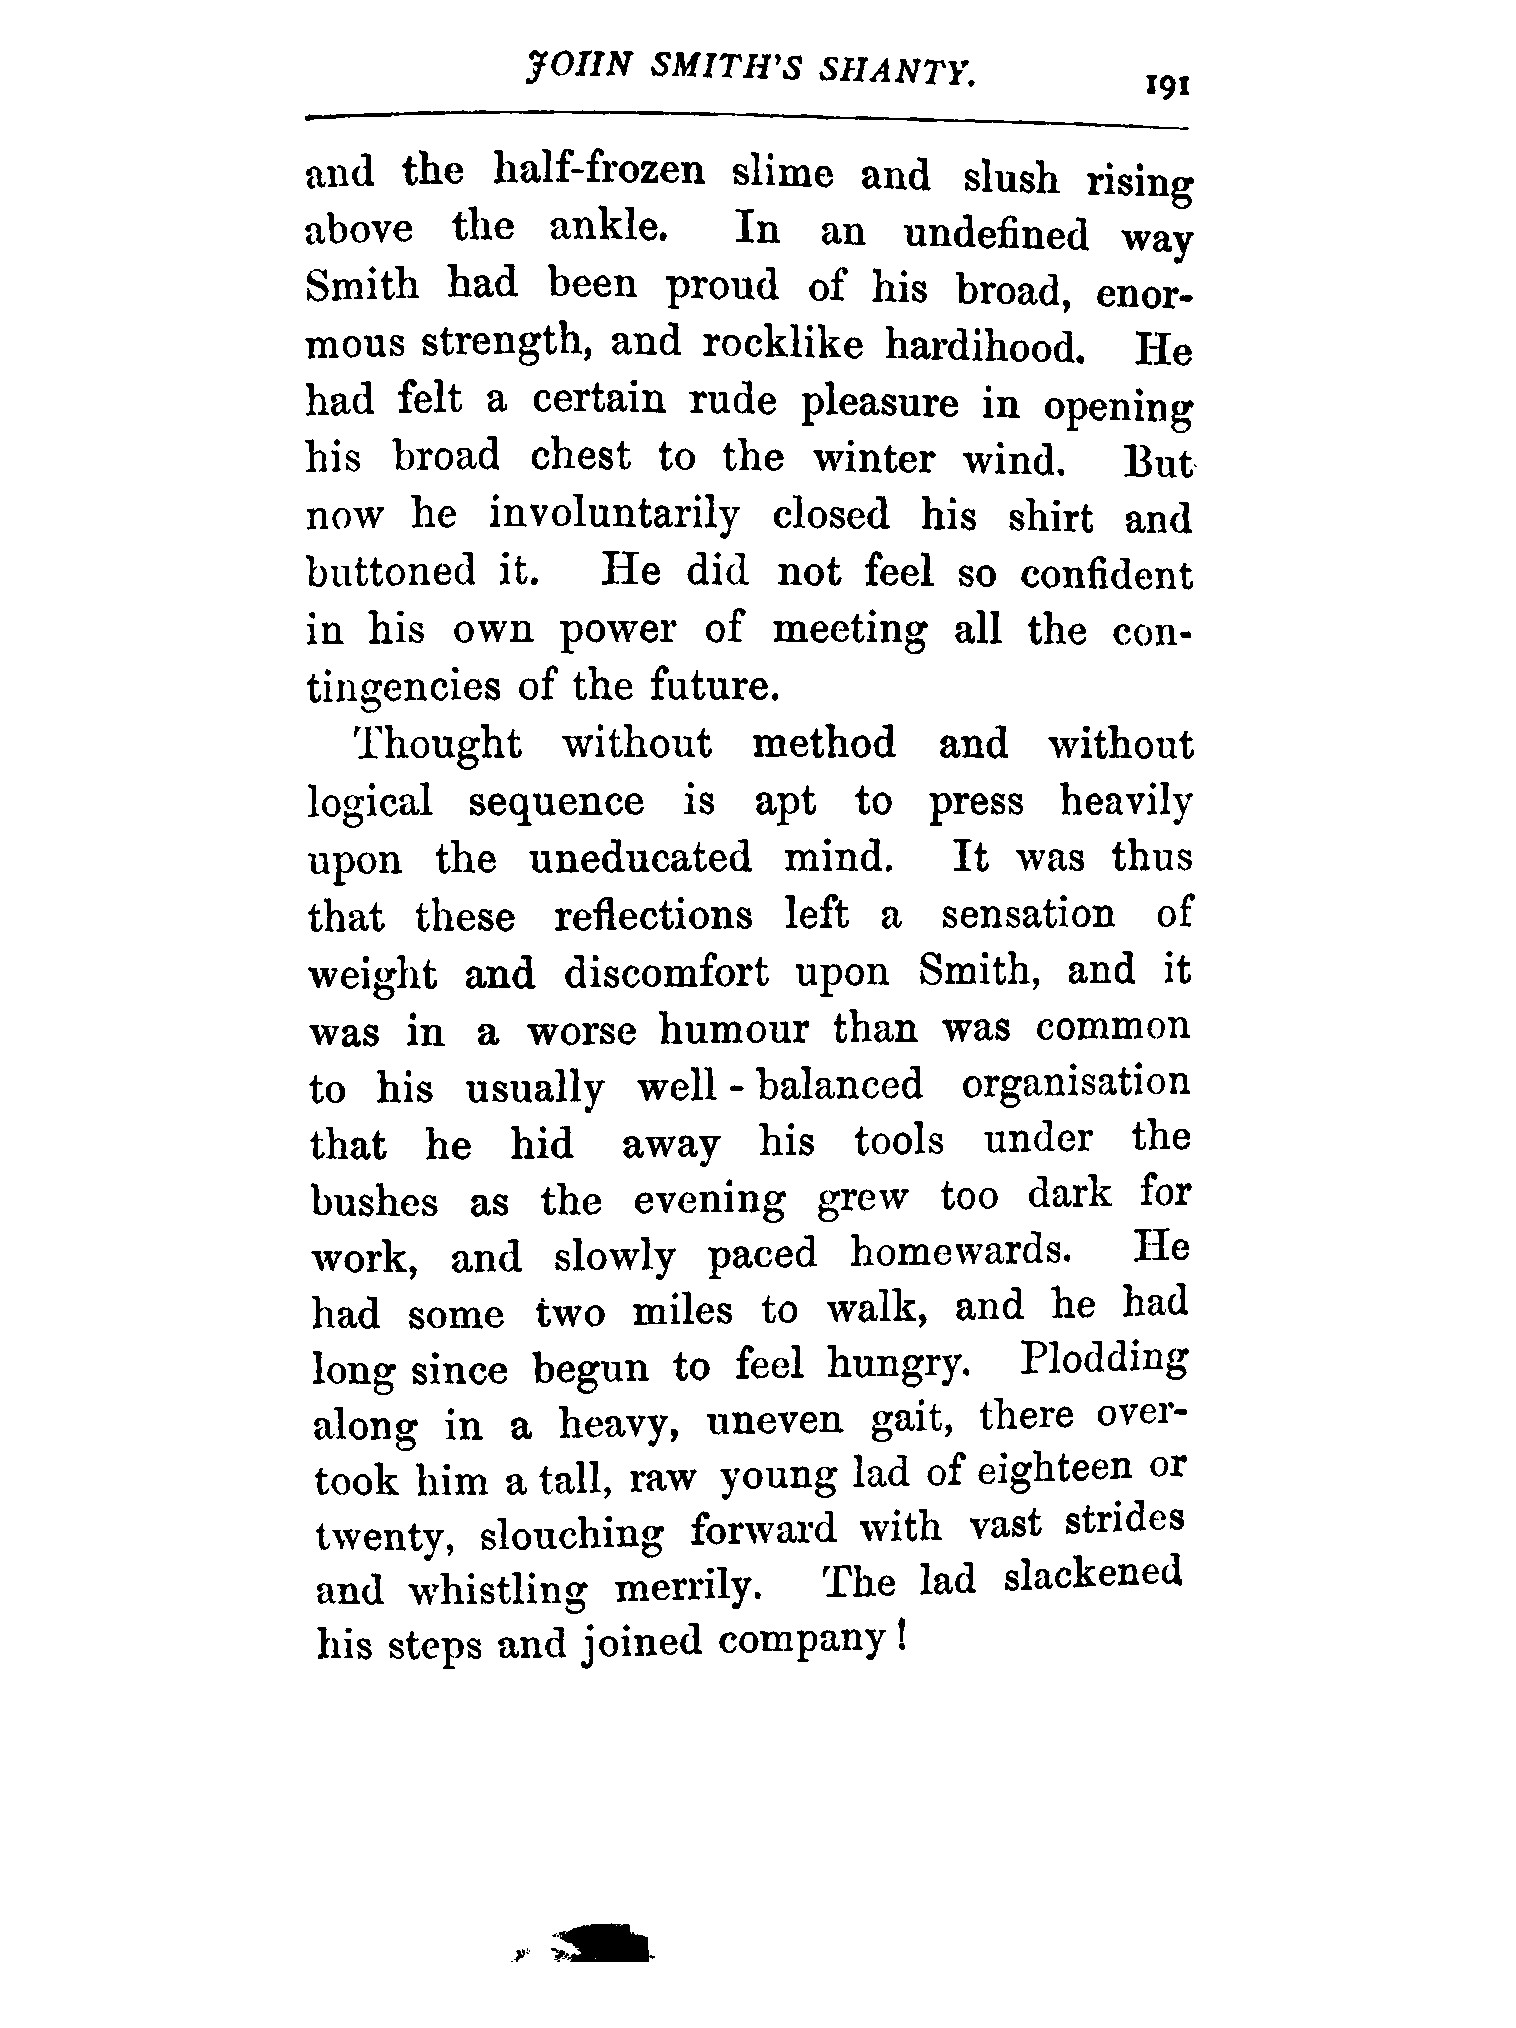 JOHN SMITH'S SHANTY.
191
and the half-frozen slime and slush rising
above the ankle. In an undefined way
Smith had been proud of his broad, enor-
mous strength, and rocklike hardihood. He
had felt a certain rude pleasure in opening
his broad chest to the winter wind. But
now he involuntarily closed his shirt and
buttoned it. He did not feel so confident
in his own power of meeting all the con-
tingencies of the future.
Thought without method and without
logical sequence is apt to press heavily
upon the uneducated mind. It was thus
that these reflections left a sensation of
weight and discomfort upon Smith, and it
was in a worse humour than was common
to his usually well-balanced organisation
that he hid away his tools under the
bushes as the evening grew too dark for
work, and slowly paced homewards. He
had some two miles to walk, and he had
long since begun to feel hungry. Plodding
along in a heavy, uneven gait, there over-
took him a tall, raw young lad of eighteen or
twenty, slouching forward with vast strides
and whistling merrily. The lad slackened
his steps and joined company!